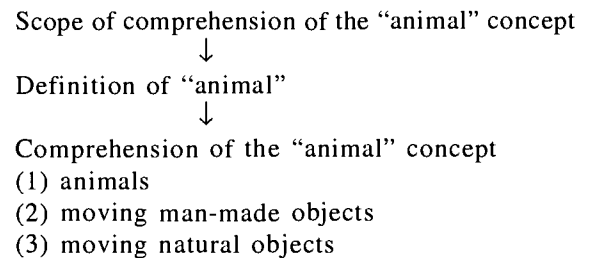 Scope of comprehension of the “animal” concept
↓
Definition of “animal”
↓
Comprehension of the “animal” concept
(1) animals
(2) moving man-made objects
(3) moving natural objects